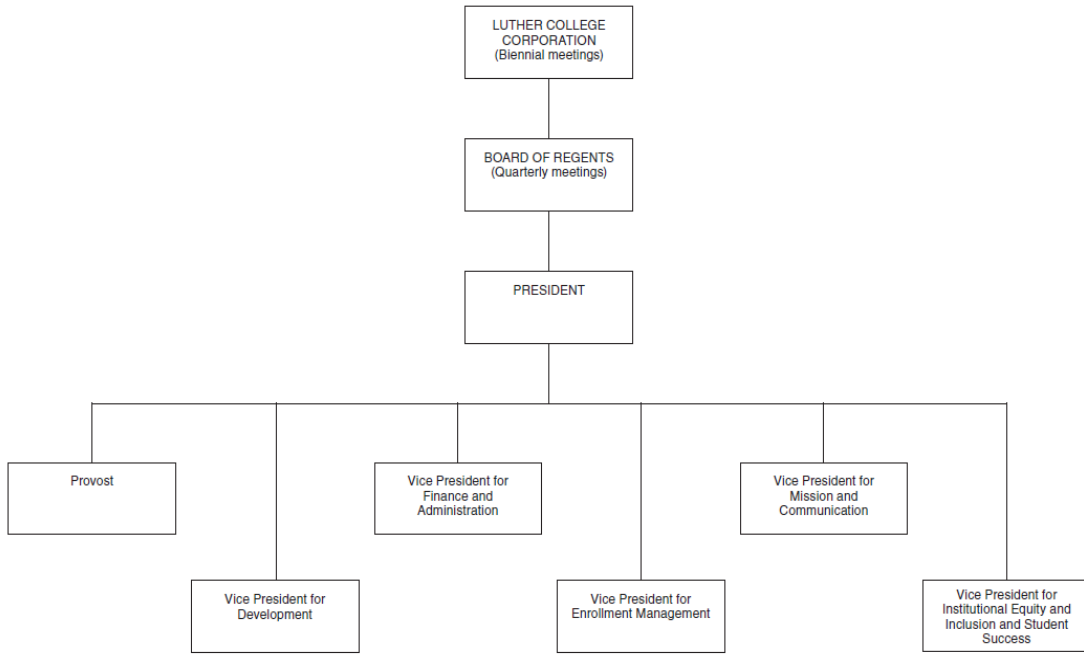 LUTHER COLLEGE
CORPORATION
(Biennial meetings)
BOARD OF REGENTS
(Quarterly meetings)
PRESIDENT
Provost
Vice President for
Finance and
Administration
Vice President for
Mission and
Communication
Vice President for
Development
Vice President for
Enrollment Management
Vice President for
Institutional Equity and
Inclusion and Student
Success